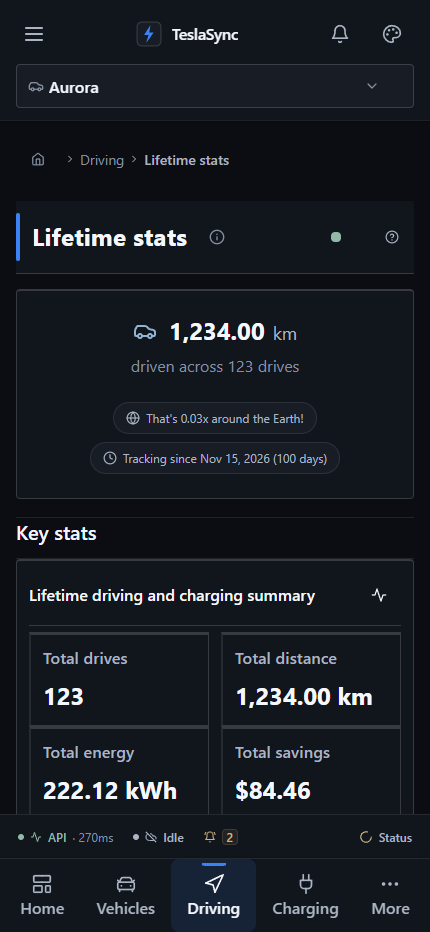 TeslaSync
Aurora
Driving
Lifetime stats
Lifetime stats
1,234.00 km
driven across 123 drives
That's 0.03x around the Earth!
Tracking since Nov 15, 2026 (100 days)
Key stats
Lifetime driving and charging summary
Total drives
123
Total distance
1,234.00 km
Total energy
222.12 kWh
Total savings
$84.46
API · 270ms
Idle
2
Status
Home
Vehicles
Driving
Charging
More